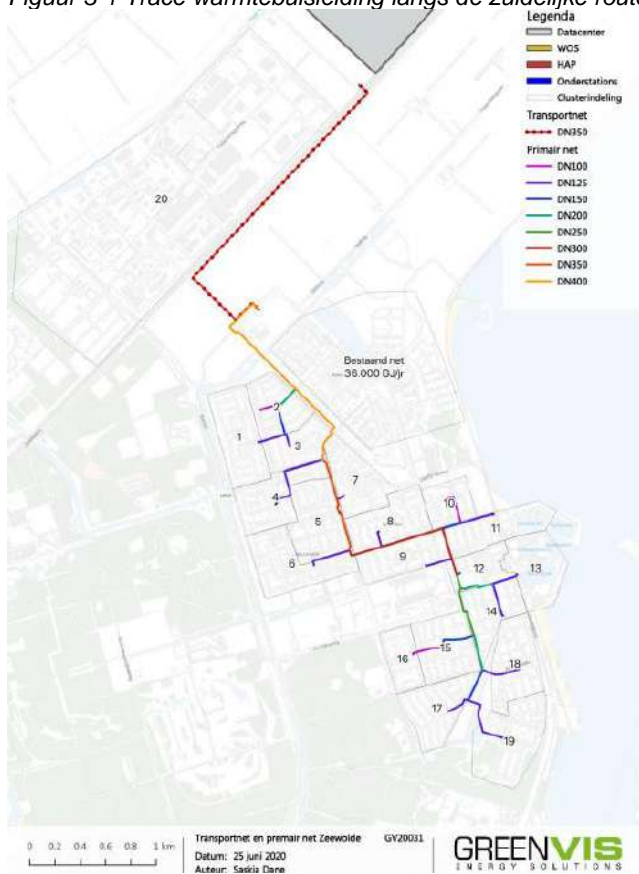 Figuur 3-1 Tracé warmtebuisleiding langs de zuidelijke route
Legenda
Datacenter
WOS
HAP
Onderstations
Clusterindeling
Transportnet
DN350
Primair net
DN100
DN125
DN150
DN200
DN250
DN300
DN350
DN400
20
Bestaand net
36.000 GJ/jr
2
1
3
7
4
10
5
8
11
6
9
12
13
14
15
16
18
17
19
0 0.2 0.4 0.6 0.8 1 km
Transportnet en premair net Zeewolde GY20031
Datum: 25 juni 2020
Auteur: Saskia Dane
GREENVIS
ENERGY SOLUTIONS